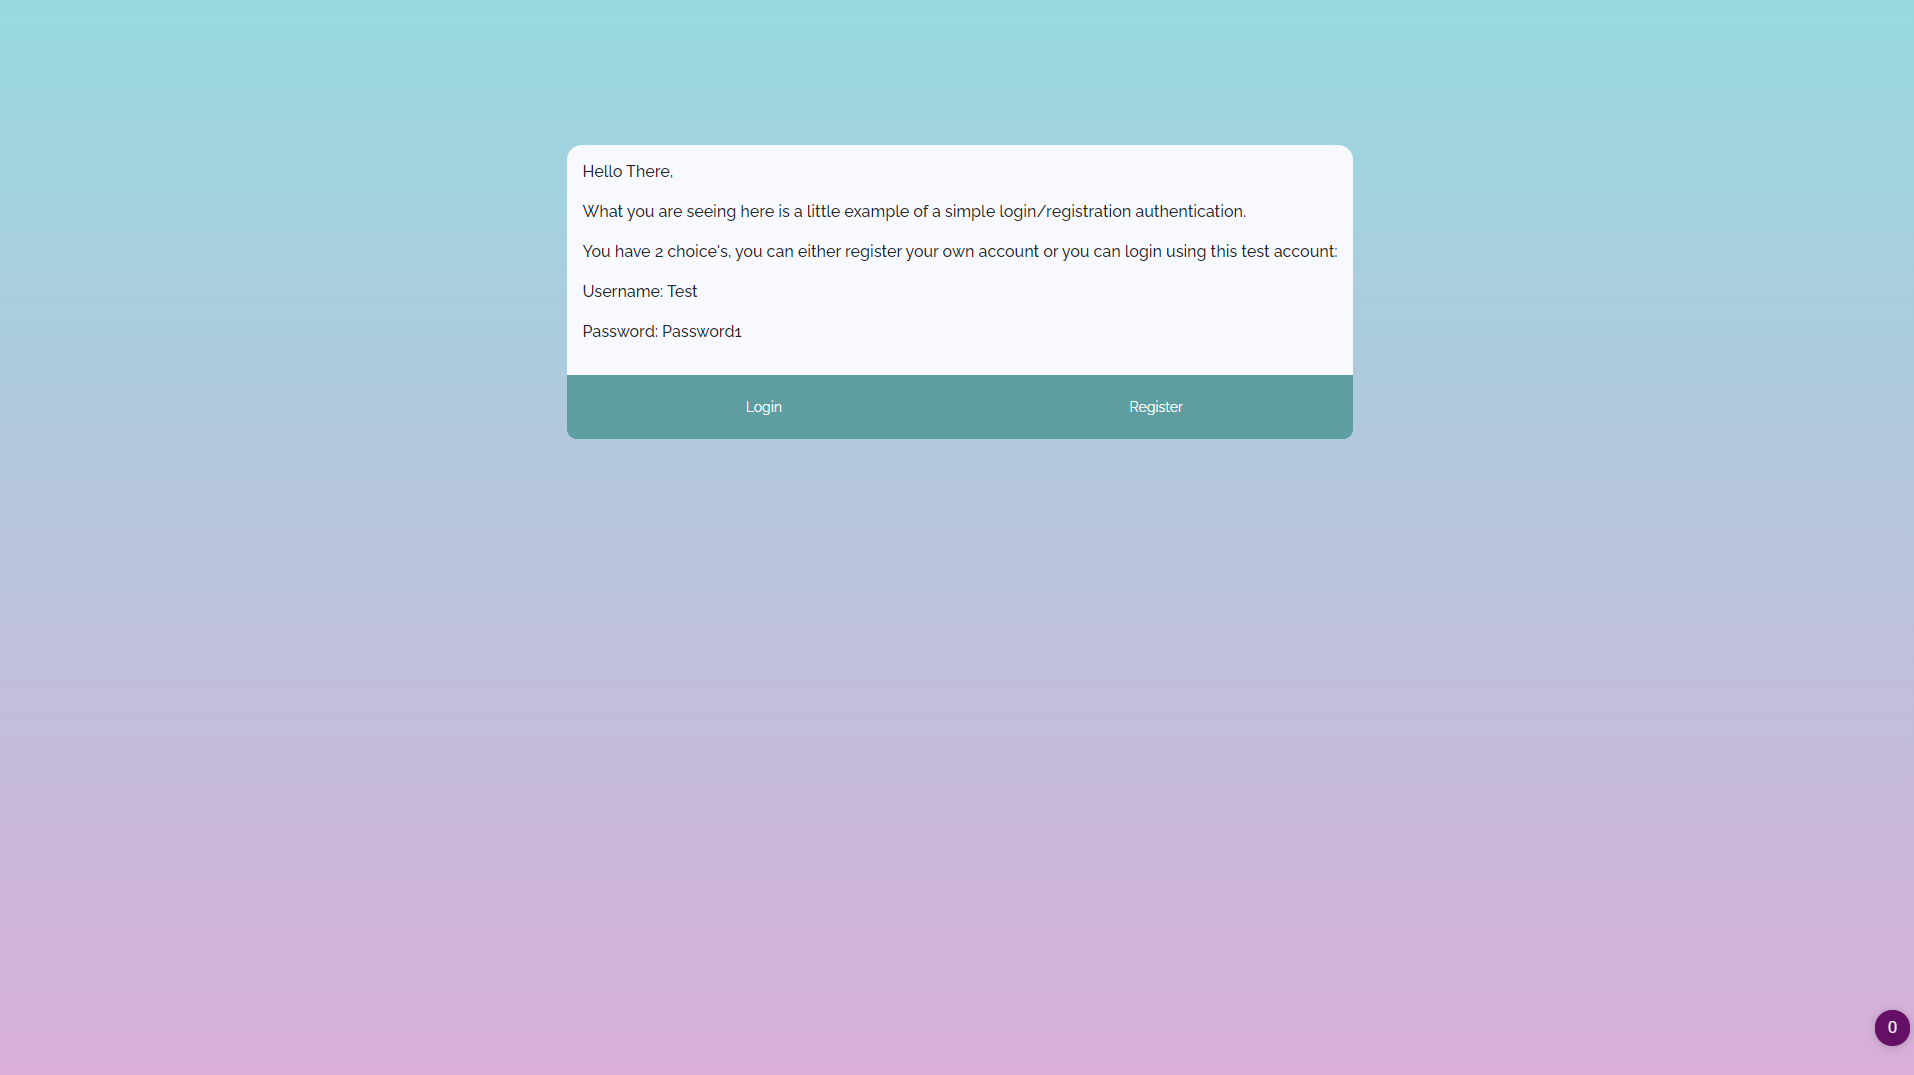 Hello There,
What you are seeing here is a little example of a simple login/registration authentication.
You have 2 choice's, you can either register your own account or you can login using this test account:
Username: Test
Password: Password1
Login Register
0